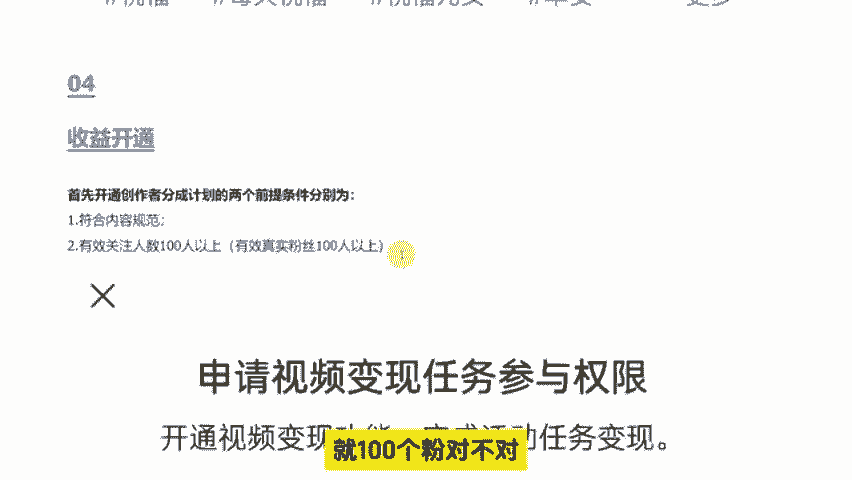 04
收益开通
首先开通创作者分成计划的两个前提条件分别为：
1.符合内容规范；
2.有效关注人数100人以上（有效真实粉丝100人以上）
申请视频变现任务参与权限
开通视频变现 动任务变现。
就100个粉对不对